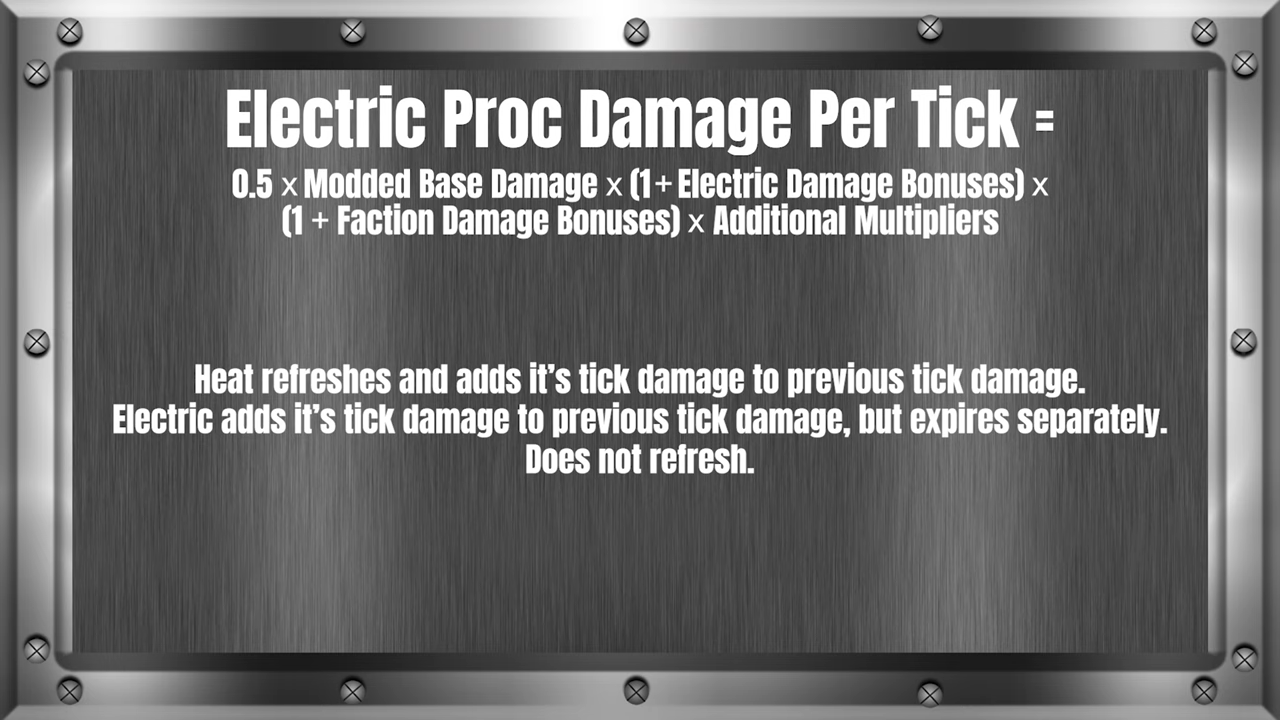 Electric Proc Damage Per Tick =
0.5 x Modded Base Damage x (1 + Electric Damage Bonuses) x
(1 + Faction Damage Bonuses) x Additional Multipliers
Heat refreshes and adds it's tick damage to previous tick damage.
Electric adds it's tick damage to previous tick damage, but expires separately.
Does not refresh.